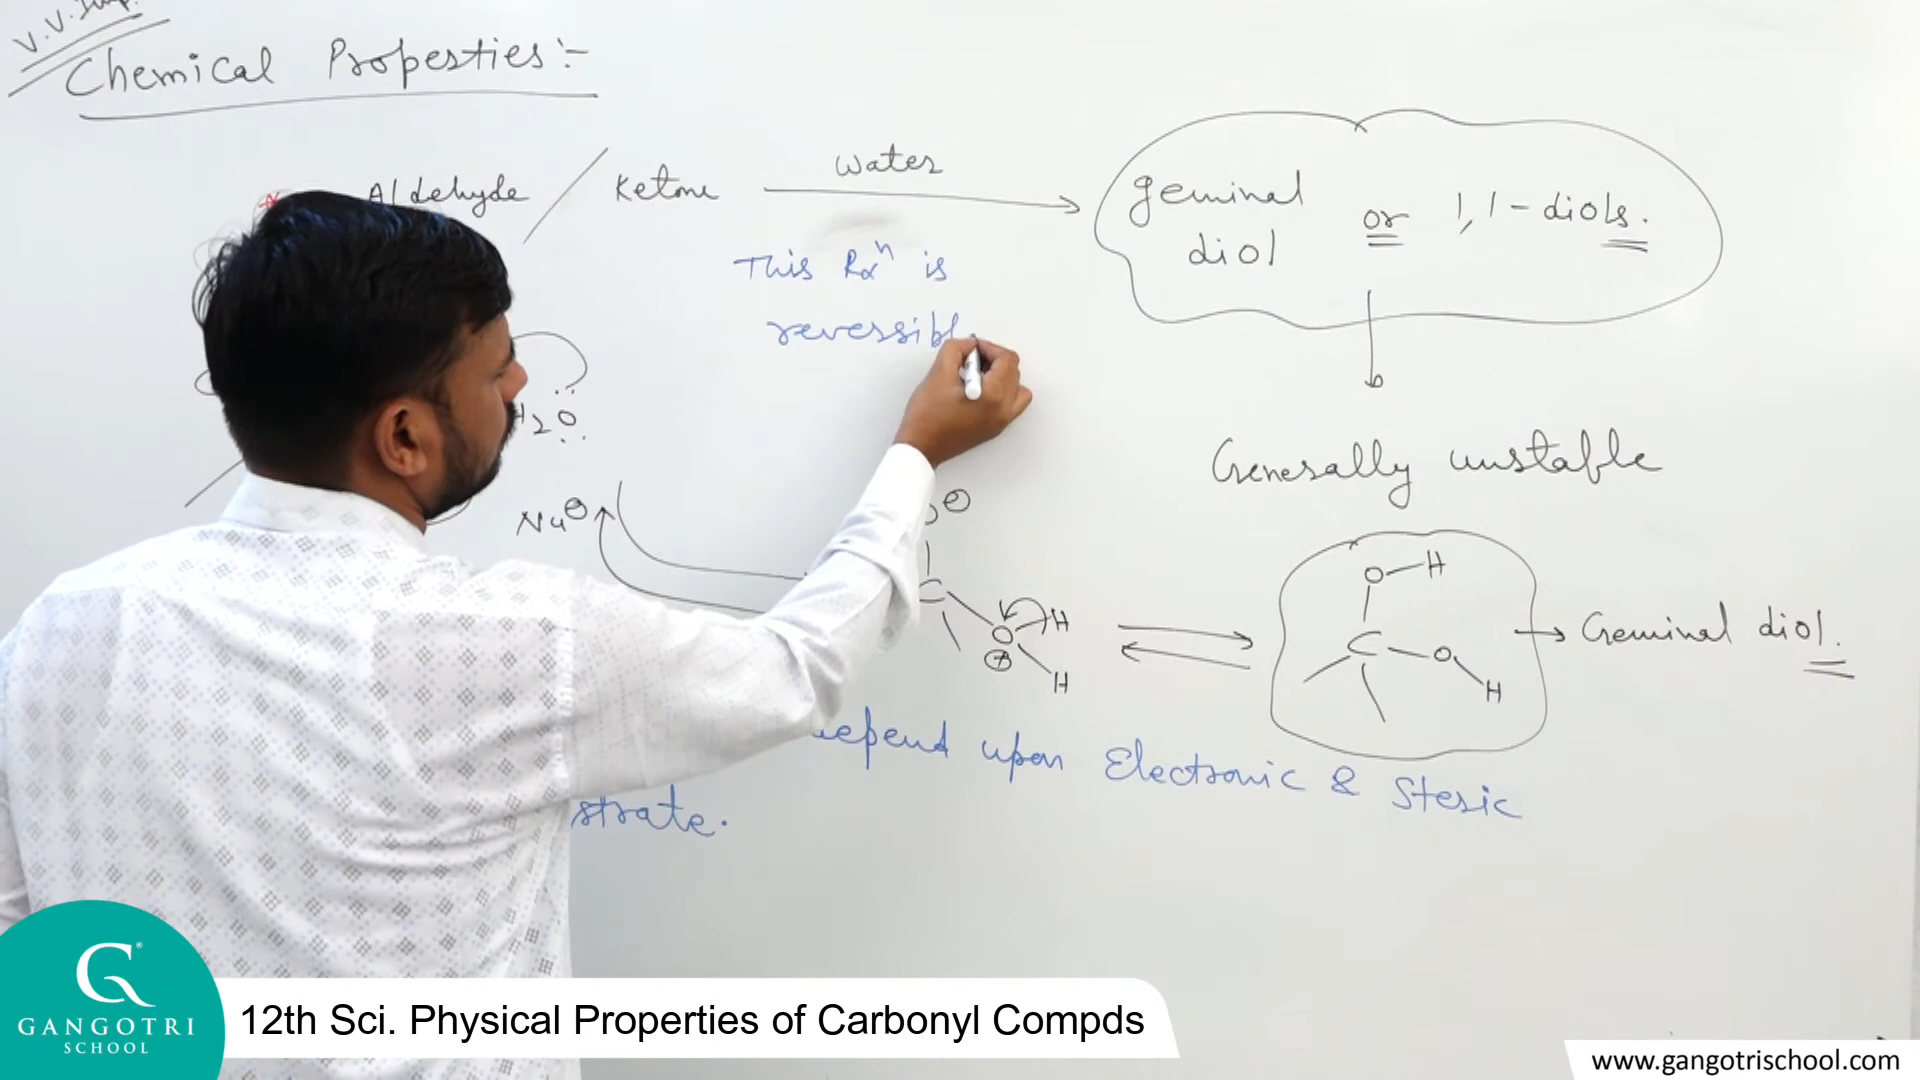 V.V.Imp.
Chemical Properties:-
Aldehyde / Ketone
water
geminal diol or 1,1-diols.
This Rxn is
reversibl
H2O
Generally unstable
Nu⊖
⊖
C
O H
⊕
H
O-H
C-O
H
Geminal diol.
depend upon Electronic & Steric
strate.
G®
GANGOTRI
SCHOOL
12th Sci. Physical Properties of Carbonyl Compds
www.gangotrischool.com